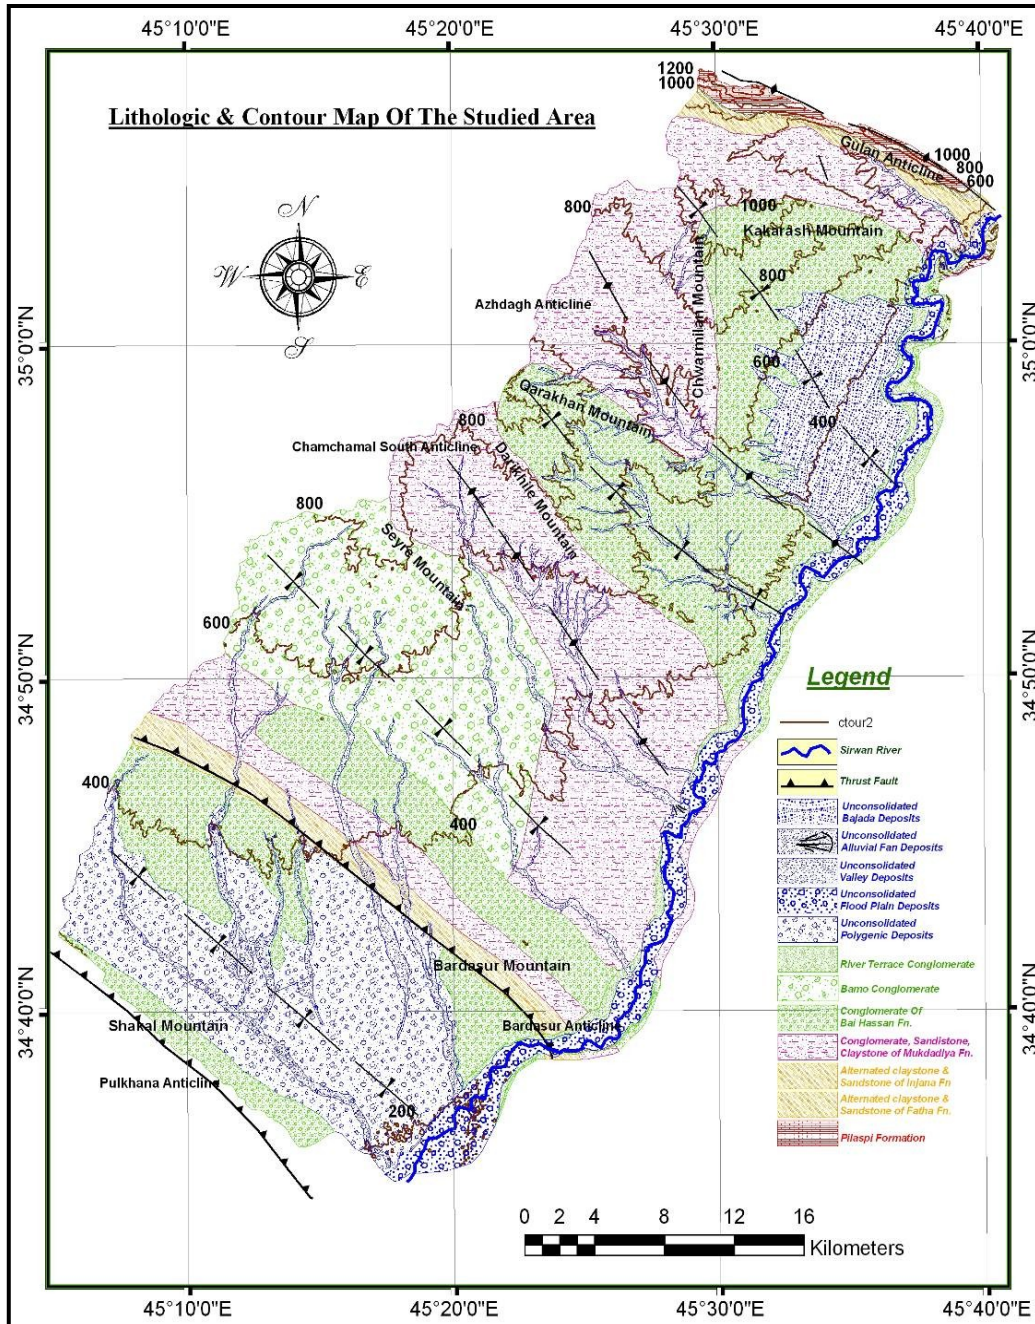 45°10'0"E 45°20'0"E 45°30'0"E 45°40'0"E
1200
1000
Lithologic & Contour Map Of The Studied Area
Gulan Anticline
1000
800
600
N
W E
S
800
1000
Kakarash Mountain
800
Azhdagh Anticline
Chwarmilan Mountain
35°0'0"N
35°0'0"N
600
Qarakhan Mountain
400
800
Chamchamal South Anticline
Darikhile Mountain
800
Seyre Mountain
600
34°50'0"N
34°50'0"N
400
400
Bardasur Mountain
34°40'0"N
34°40'0"N
Shakal Mountain
Bardasur Anticline
Pulkhana Anticline
200
Legend
ctour2
Sirwan River
Thrust Fault
Unconsolidated
Bajada Deposits
Unconsolidated
Alluvial Fan Deposits
Unconsolidated
Valley Deposits
Unconsolidated
Flood Plain Deposits
Unconsolidated
Polygenic Deposits
River Terrace Conglomerate
Bamo Conglomerate
Conglomerate Of
Bai Hassan Fn.
Conglomerate, Sandistone,
Claystone of Mukdadiya Fn.
Alternated claystone &
Sandstone of Injana Fn
Alternated claystone &
Sandstone of Fatha Fn.
Pilaspi Formation
0 2 4 8 12 16
Kilometers
45°10'0"E 45°20'0"E 45°30'0"E 45°40'0"E